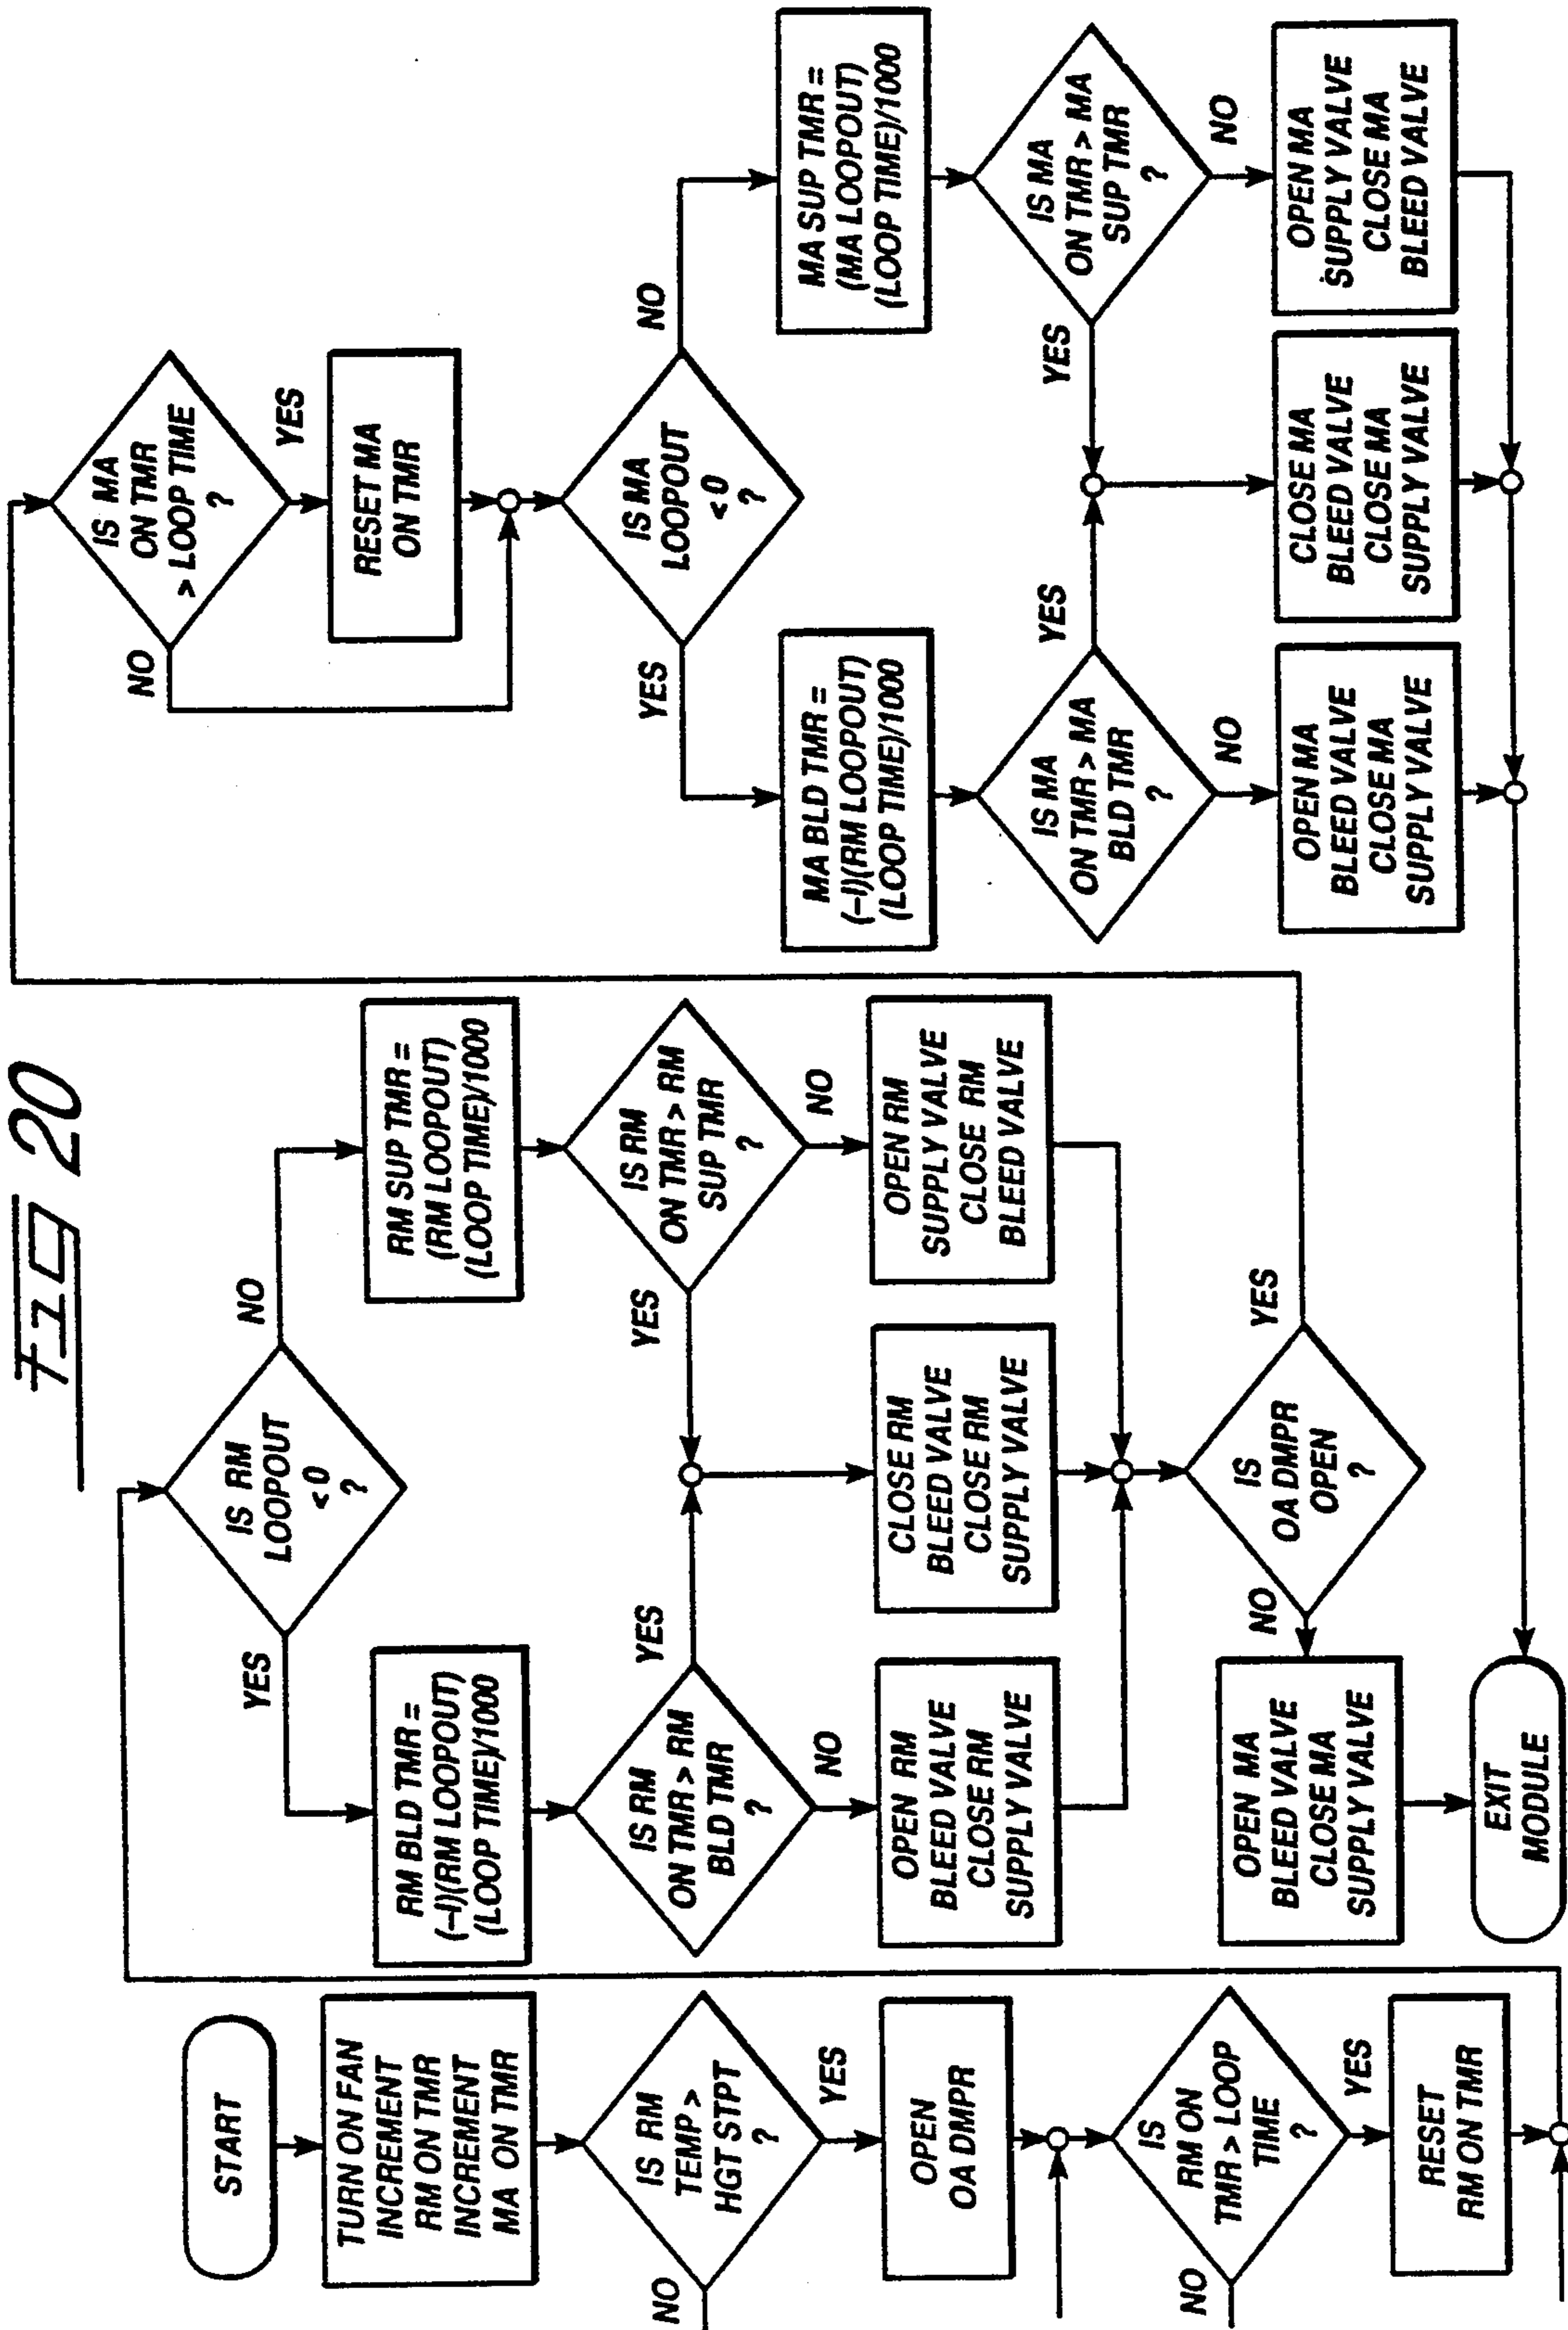 FIG 20
START
TURN ON FAN
INCREMENT
RM ON TMR
INCREMENT
MA ON TMR
IS RM
TEMP >
HGT STPT
?
NO
YES
OPEN
OA DMPR
IS
RM ON
TMR > LOOP
TIME
?
NO
YES
RESET
RM ON TMR
IS RM
LOOPOUT
< 0
?
YES
NO
RM BLD TMR =
(–I)(RM LOOPOUT)
(LOOP TIME)/1000
RM SUP TMR =
(RM LOOPOUT)
(LOOP TIME)/1000
IS RM
ON TMR > RM
BLD TMR
?
YES
NO
IS RM
ON TMR > RM
SUP TMR
?
YES
NO
OPEN RM
BLEED VALVE
CLOSE RM
SUPPLY VALVE
CLOSE RM
BLEED VALVE
CLOSE RM
SUPPLY VALVE
OPEN RM
SUPPLY VALVE
CLOSE RM
BLEED VALVE
IS
OA DMPR
OPEN
?
NO
YES
OPEN MA
BLEED VALVE
CLOSE MA
SUPPLY VALVE
EXIT
MODULE
IS MA
ON TMR
> LOOP TIME
?
NO
YES
RESET MA
ON TMR
IS MA
LOOPOUT
< 0
?
YES
NO
MA BLD TMR =
(–I)(RM LOOPOUT)
(LOOP TIME)/1000
MA SUP TMR =
(MA LOOPOUT)
(LOOP TIME)/1000
IS MA
ON TMR > MA
BLD TMR
?
YES
NO
IS MA
ON TMR > MA
SUP TMR
?
YES
NO
OPEN MA
BLEED VALVE
CLOSE MA
SUPPLY VALVE
CLOSE MA
BLEED VALVE
CLOSE MA
SUPPLY VALVE
OPEN MA
SUPPLY VALVE
CLOSE MA
BLEED VALVE